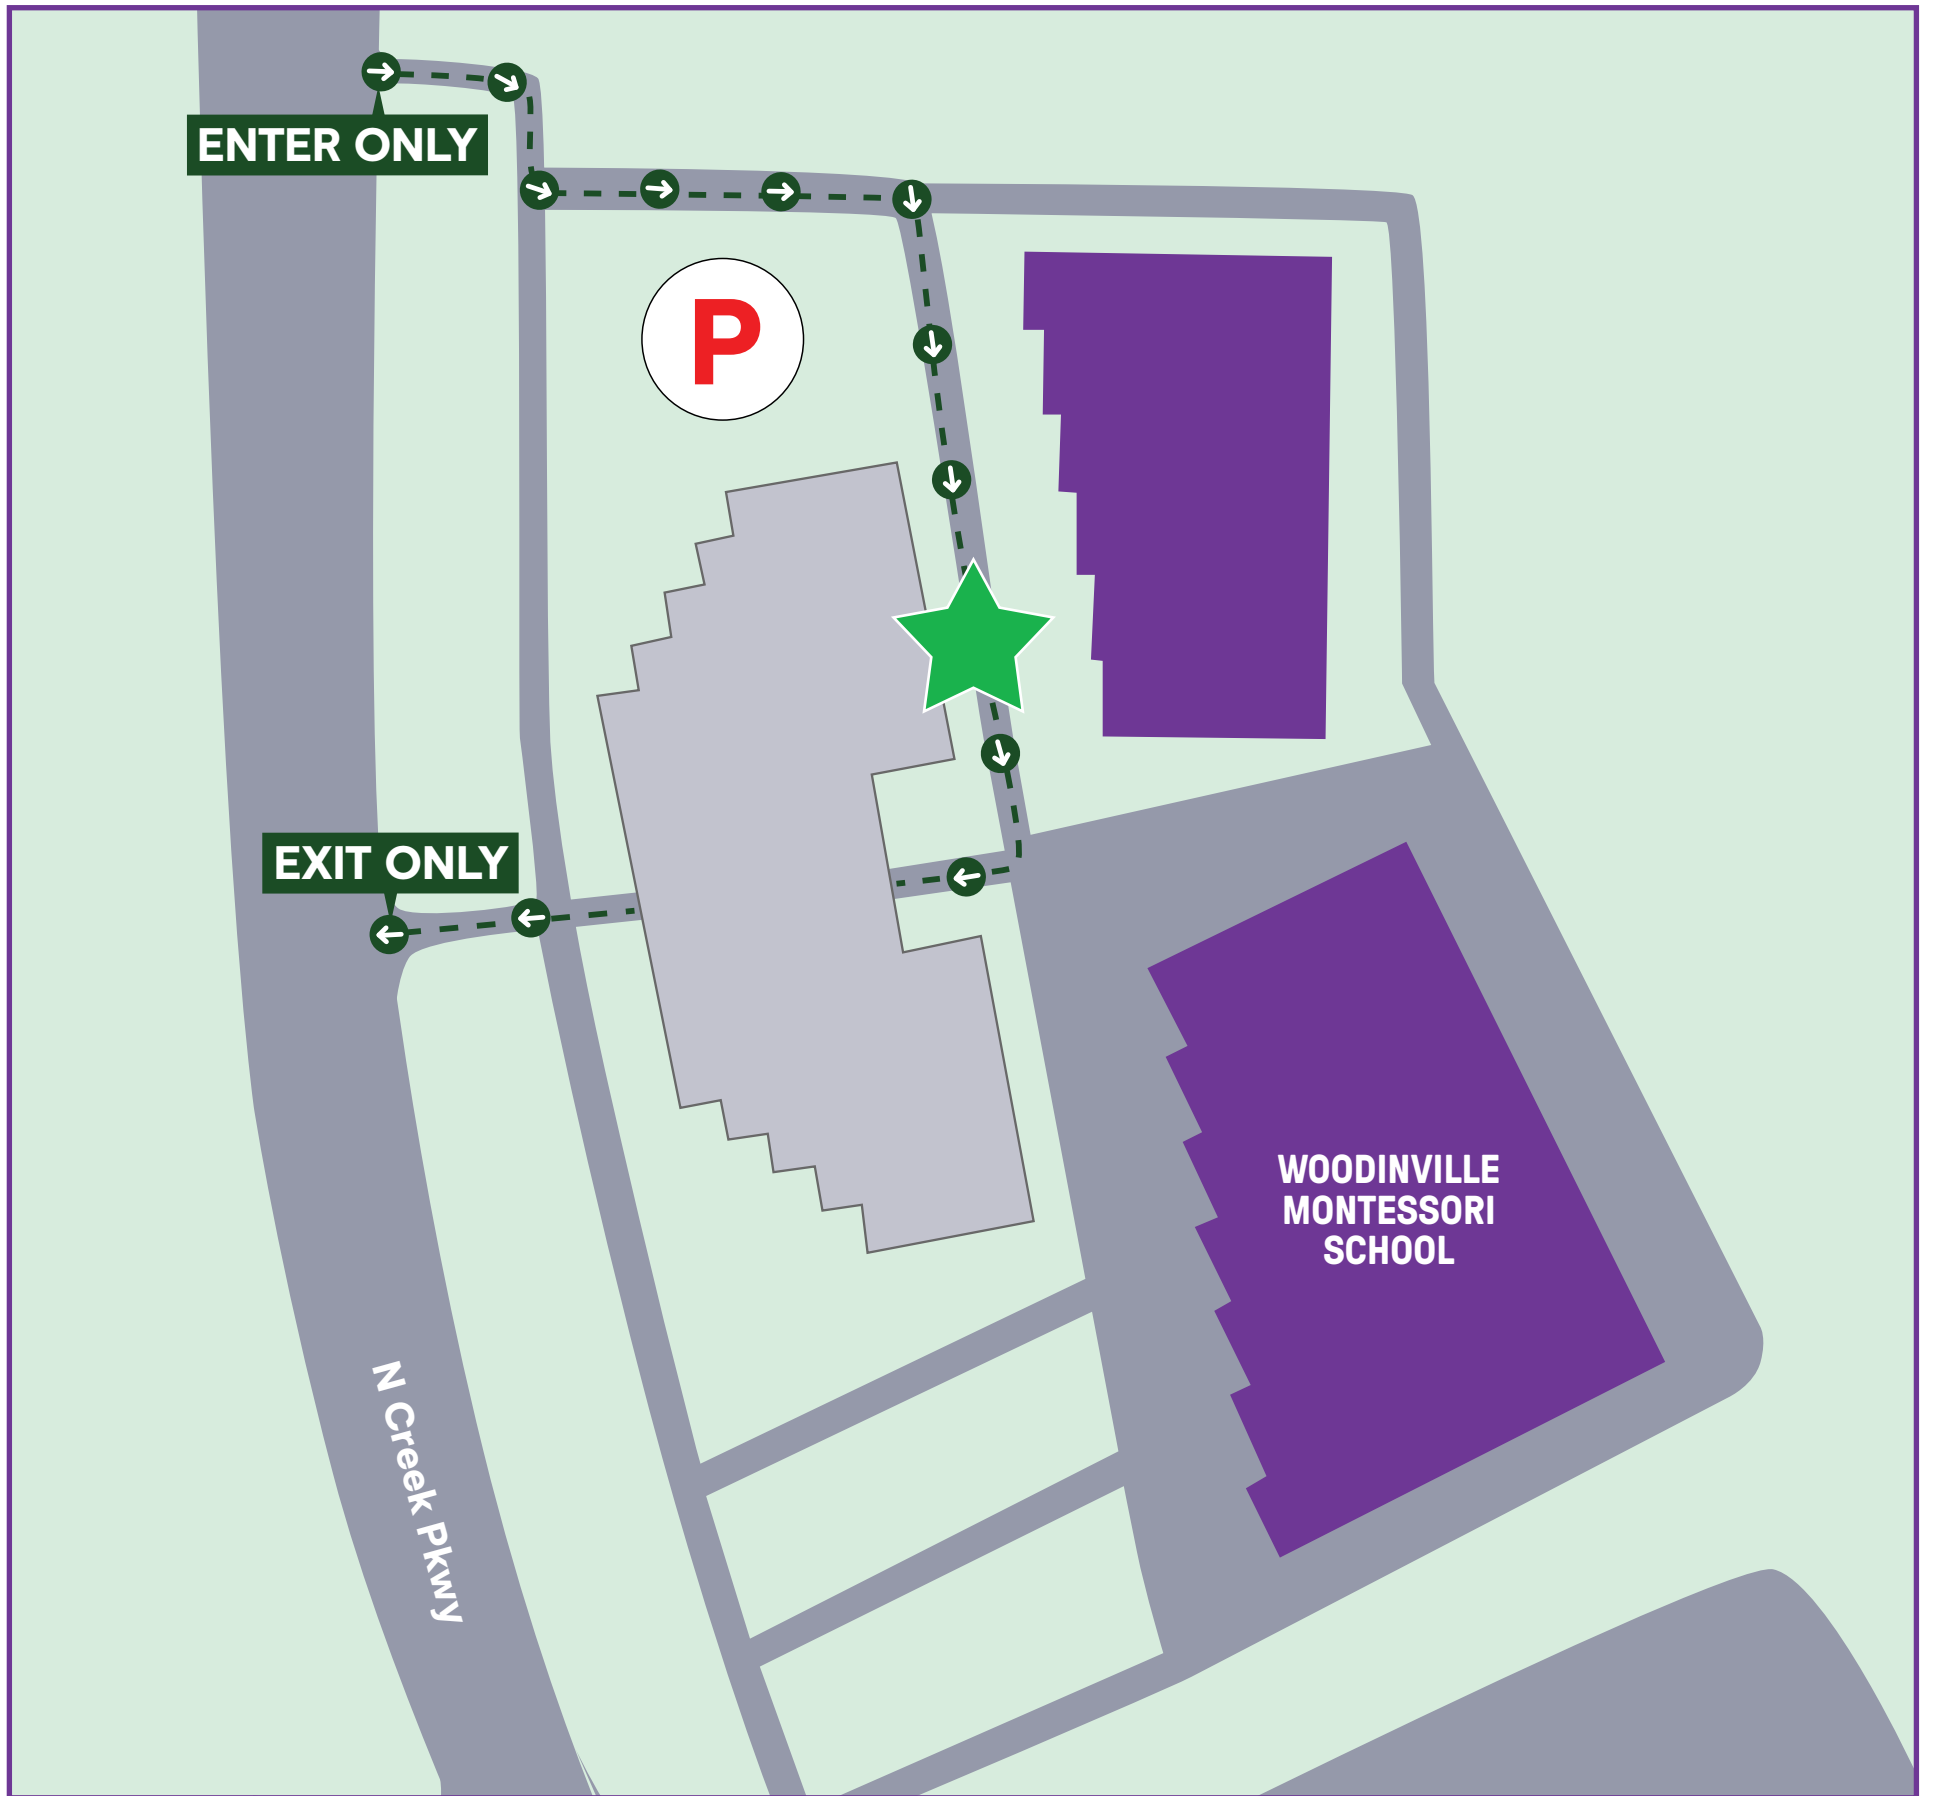 ENTER ONLY
P
EXIT ONLY
WOODINVILLE
MONTESSORI
SCHOOL
N Creek Pkwy